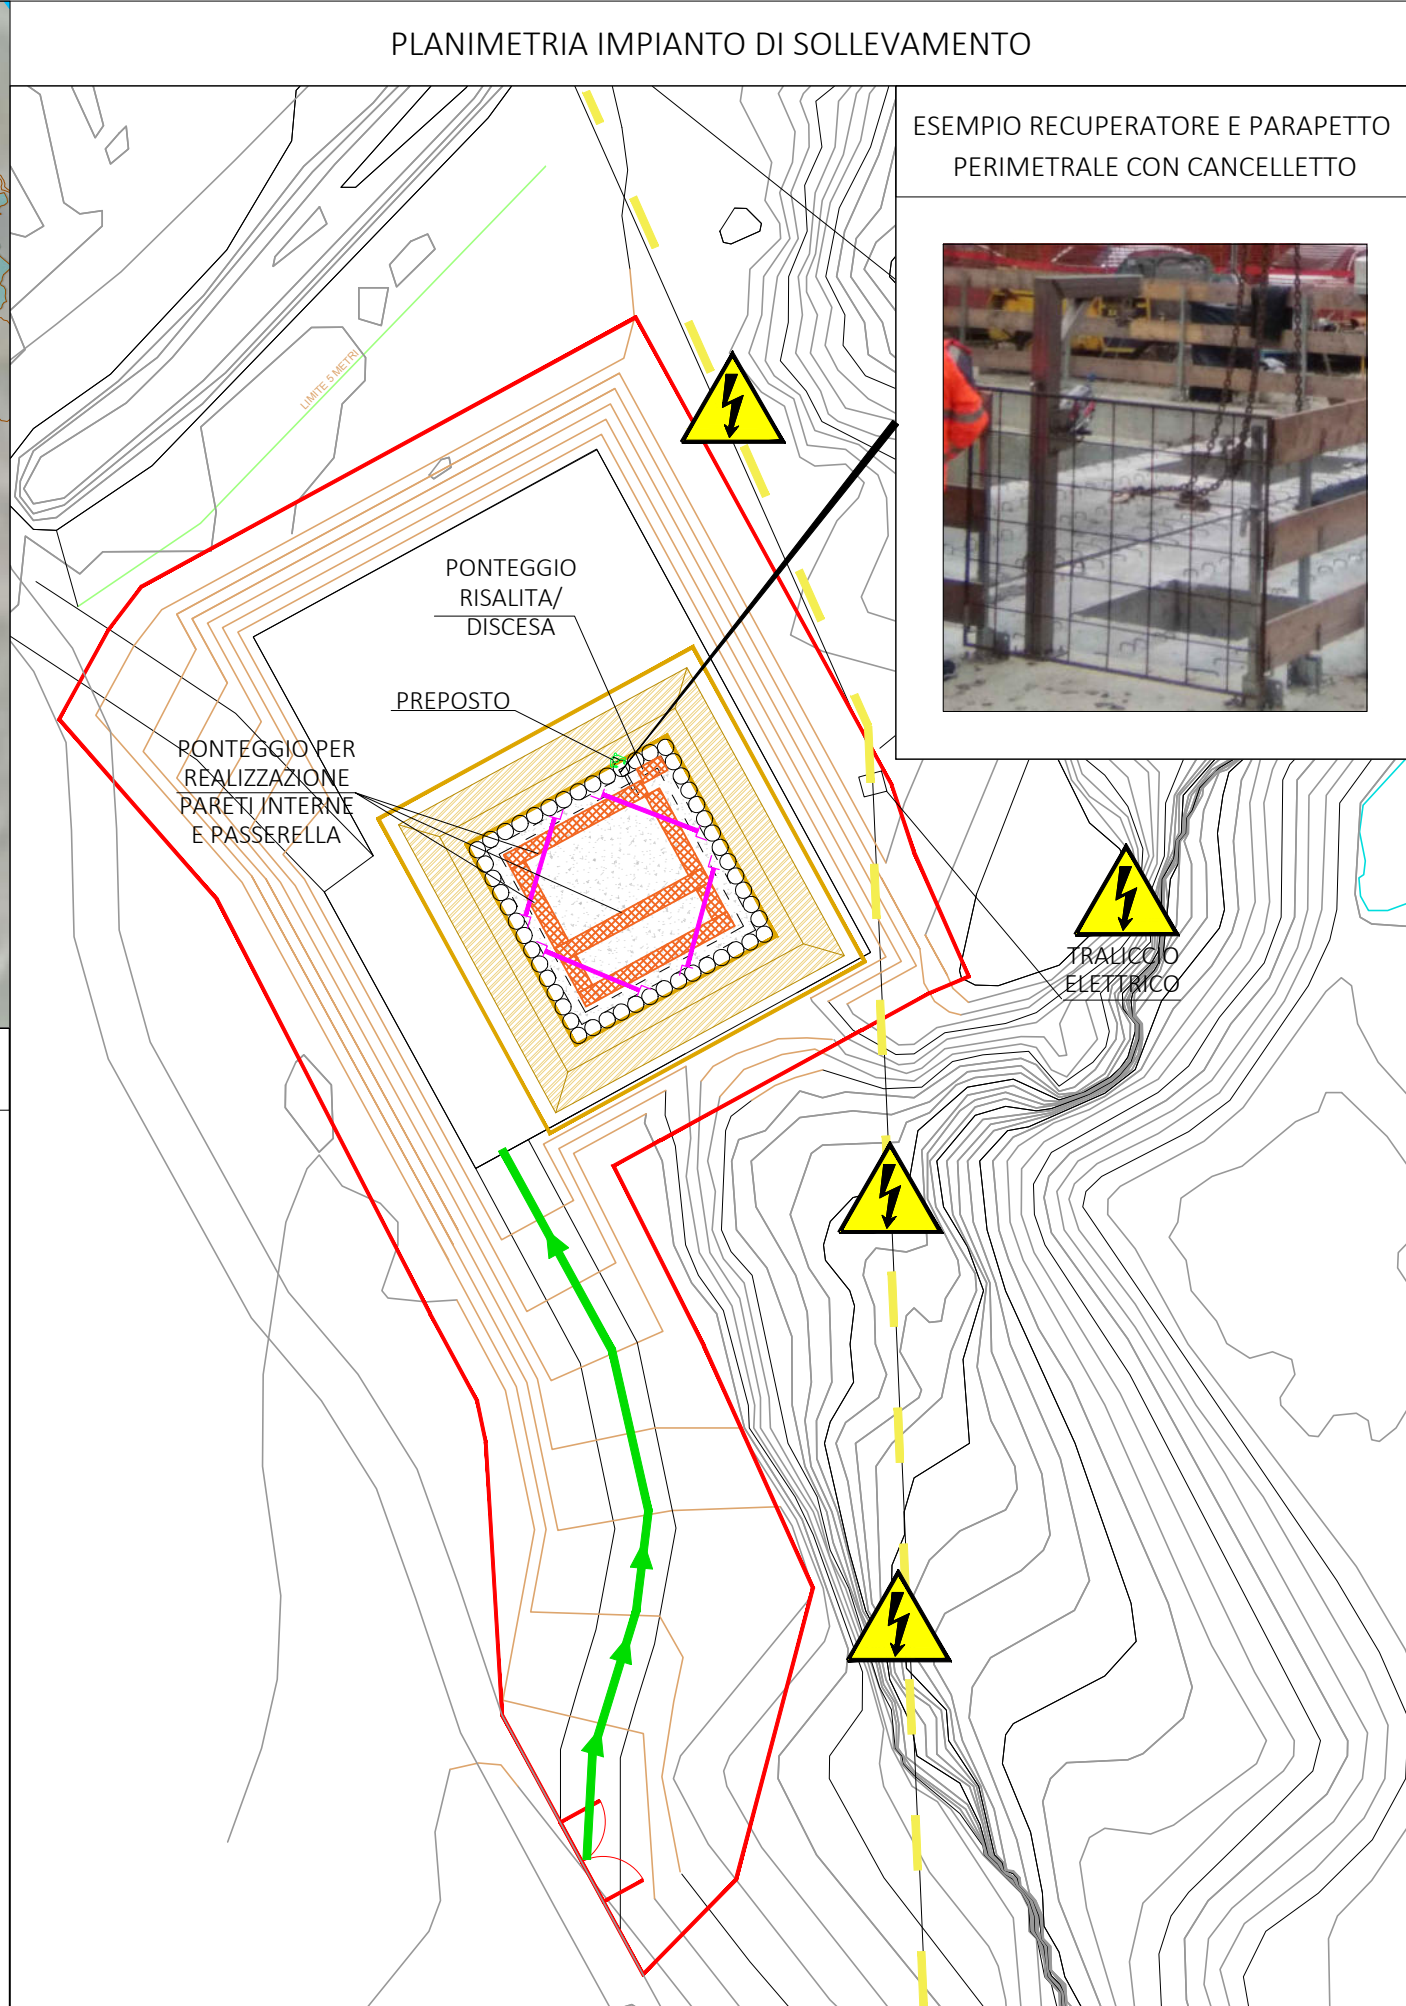 PLANIMETRIA IMPIANTO DI SOLLEVAMENTO
ESEMPIO RECUPERATORE E PARAPETTO
PERIMETRALE CON CANCELLETTO
LIMITE 5 METRI
PONTEGGIO
RISALITA/
DISCESA
PREPOSTO
PONTEGGIO PER
REALIZZAZIONE
PARETI INTERNE
E PASSERELLA
TRALICCIO
ELETTRICO